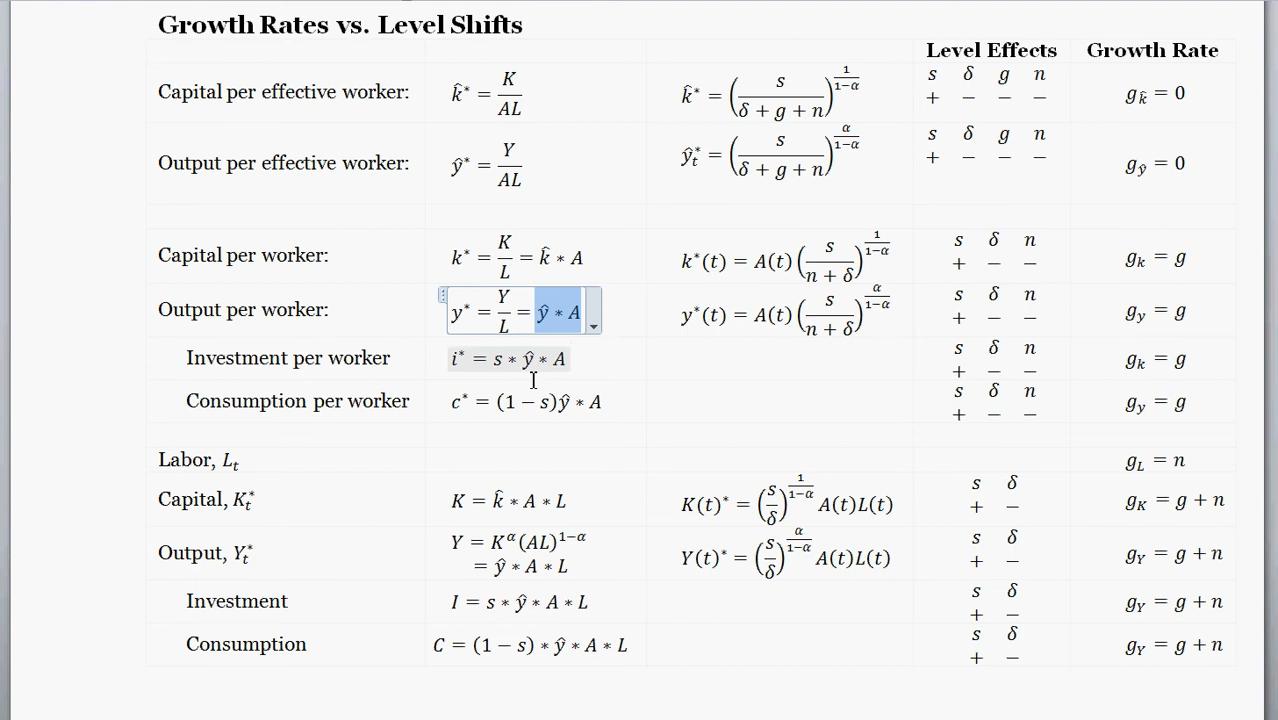 Growth Rates vs. Level Shifts
Level Effects Growth Rate
Capital per effective worker: k̂* = K/AL k̂* = (s/(δ + g + n))^(1/(1−α)) s δ g n g_k̂ = 0
+ − − −
Output per effective worker: ŷ* = Y/AL ŷ_t* = (s/(δ + g + n))^(α/(1−α)) s δ g n g_ŷ = 0
+ − − −
Capital per worker: k* = K/L = k̂ ∗ A k*(t) = A(t)(s/(n + δ))^(1/(1−α)) s δ n g_k = g
+ − −
Output per worker: y* = Y/L = ŷ ∗ A y*(t) = A(t)(s/(n + δ))^(α/(1−α)) s δ n g_y = g
+ − −
Investment per worker i* = s ∗ ŷ ∗ A s δ n g_k = g
+ − −
Consumption per worker c* = (1 − s)ŷ ∗ A s δ n g_y = g
+ − −
Labor, L_t g_L = n
Capital, K_t* K = k̂ ∗ A ∗ L K(t)* = (s/δ)^(1/(1−α)) A(t)L(t) s δ g_K = g + n
+ −
Output, Y_t* Y = K^α(AL)^(1−α) Y(t)* = (s/δ)^(α/(1−α)) A(t)L(t) s δ g_Y = g + n
= ŷ ∗ A ∗ L + −
Investment I = s ∗ ŷ ∗ A ∗ L s δ g_Y = g + n
+ −
Consumption C = (1 − s) ∗ ŷ ∗ A ∗ L s δ g_Y = g + n
+ −